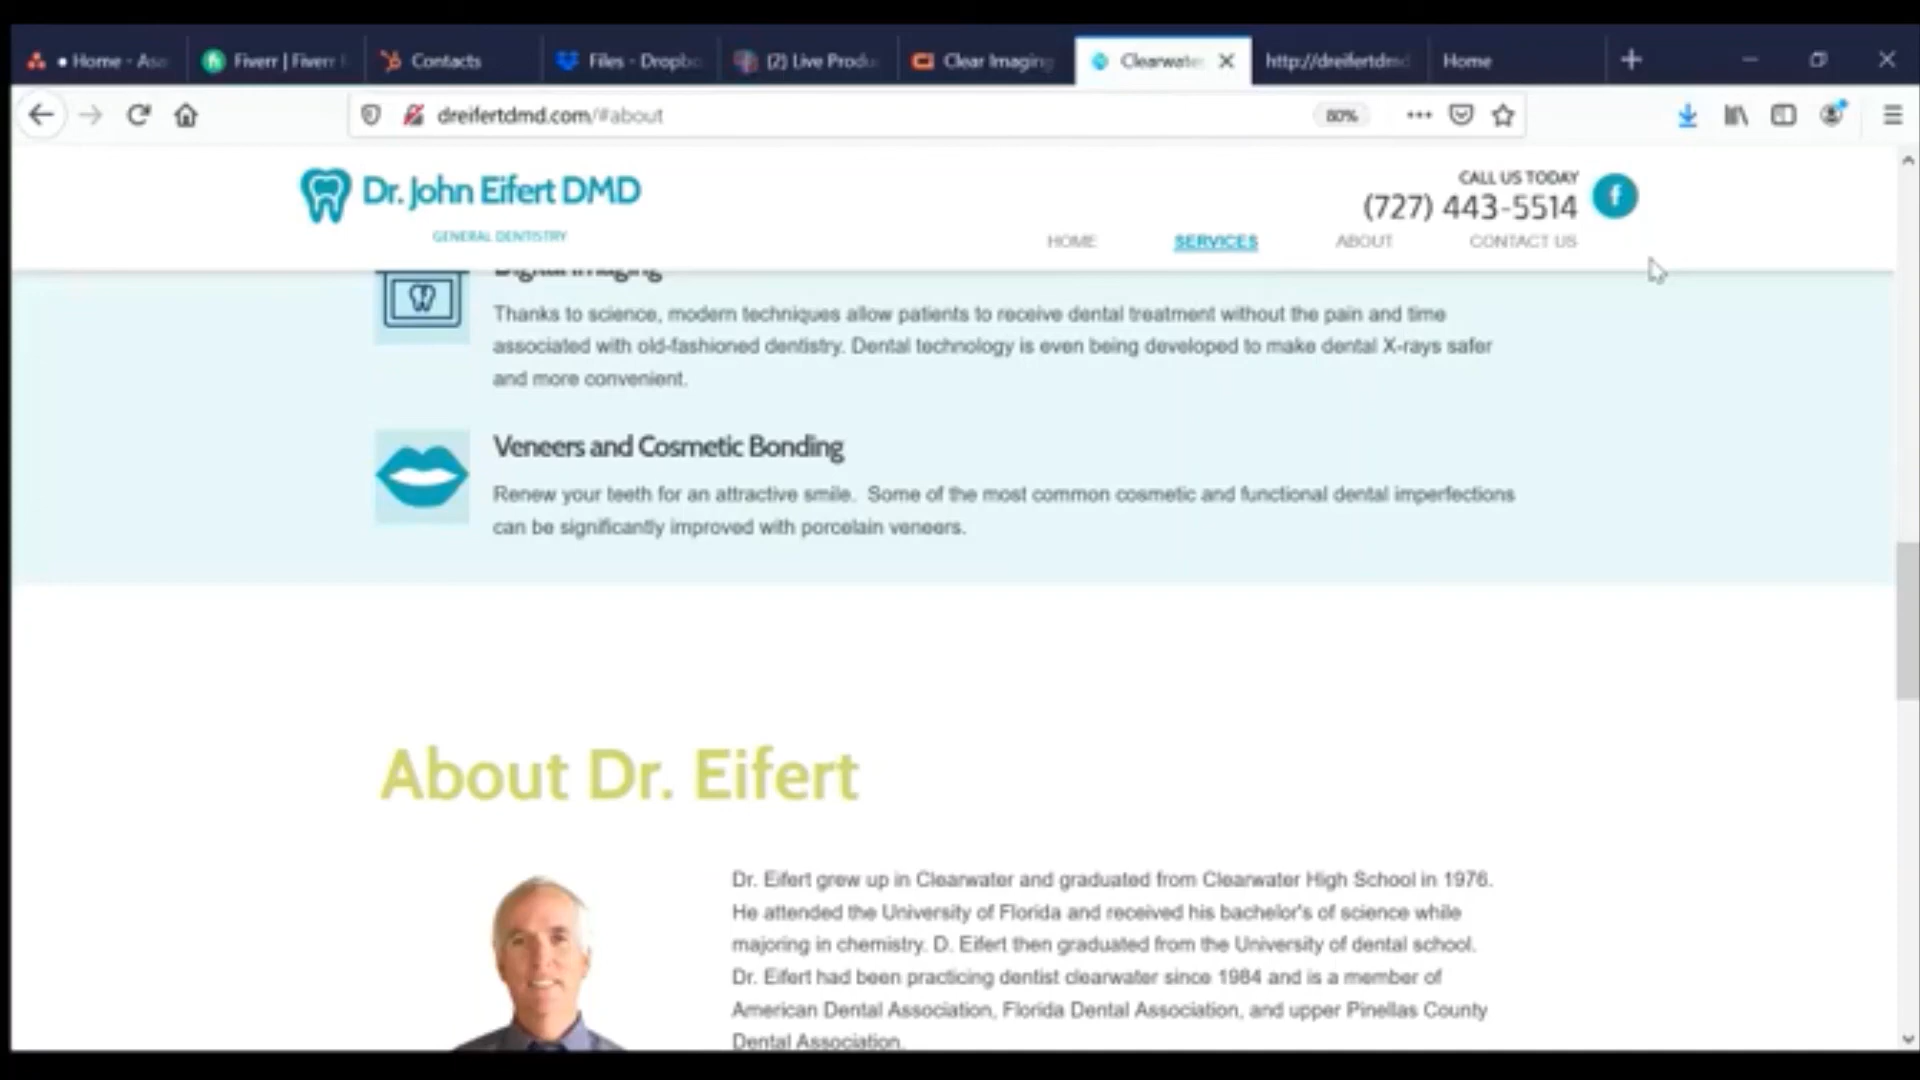 Home - Asa
Fiverr | Fiverr
Contacts
Files - Dropbo
(2) Live Produ
Clear Imaging
Clearwate
http://dreifertdmd
Home
dreifertdmd.com/#about
80%
Dr. John Eifert DMD
GENERAL DENTISTRY
CALL US TODAY
(727) 443-5514
HOME
SERVICES
ABOUT
CONTACT US
Digital Imaging
Thanks to science, modern techniques allow patients to receive dental treatment without the pain and time
associated with old-fashioned dentistry. Dental technology is even being developed to make dental X-rays safer
and more convenient.
Veneers and Cosmetic Bonding
Renew your teeth for an attractive smile. Some of the most common cosmetic and functional dental imperfections
can be significantly improved with porcelain veneers.
About Dr. Eifert
Dr. Eifert grew up in Clearwater and graduated from Clearwater High School in 1976.
He attended the University of Florida and received his bachelor's of science while
majoring in chemistry. D. Eifert then graduated from the University of dental school.
Dr. Eifert had been practicing dentist clearwater since 1984 and is a member of
American Dental Association, Florida Dental Association, and upper Pinellas County
Dental Association.